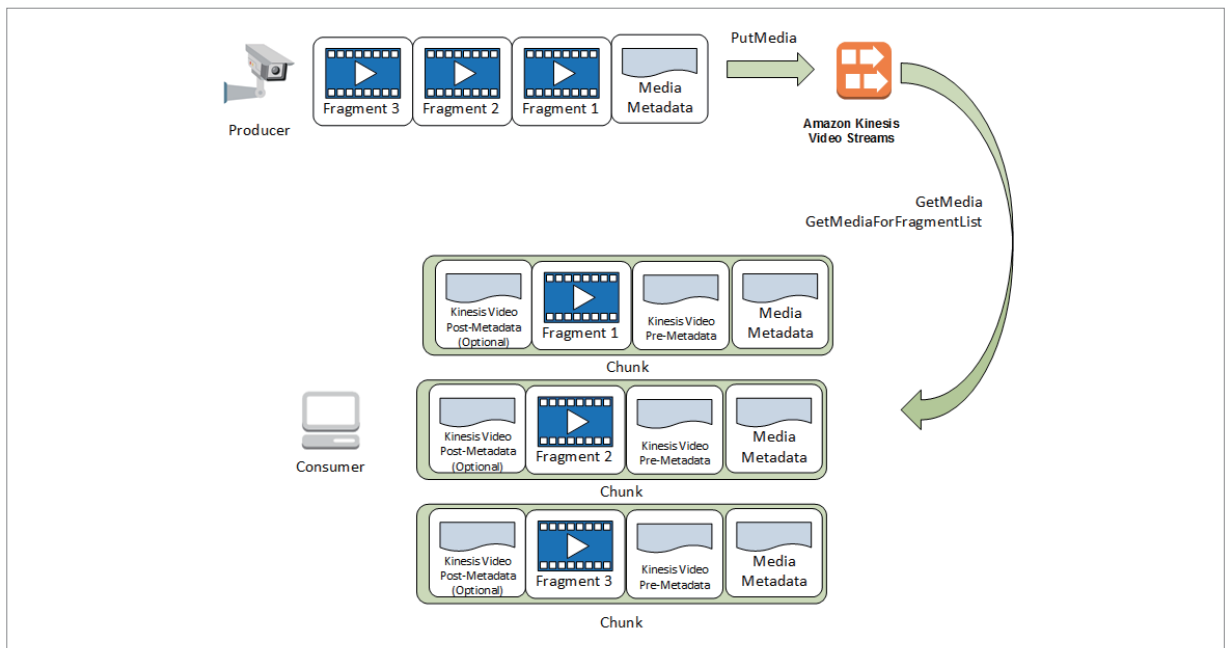 PutMedia
Fragment 3
Fragment 2
Fragment 1
Media
Metadata
Producer
Amazon Kinesis
Video Streams
GetMedia
GetMediaForFragmentList
Kinesis Video
Post-Metadata
(Optional)
Fragment 1
Kinesis Video
Pre-Metadata
Media
Metadata
Chunk
Consumer
Kinesis Video
Post-Metadata
(Optional)
Fragment 2
Kinesis Video
Pre-Metadata
Media
Metadata
Chunk
Kinesis Video
Post-Metadata
(Optional)
Fragment 3
Kinesis Video
Pre-Metadata
Media
Metadata
Chunk